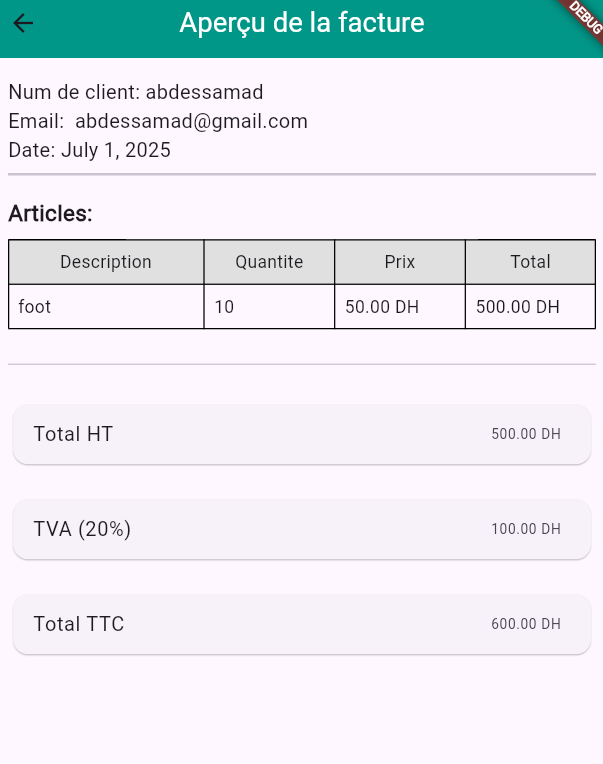 Aperçu de la facture
DEBUG
Num de client: abdessamad
Email:  abdessamad@gmail.com
Date: July 1, 2025
Articles:
Description Quantite Prix Total
foot 10 50.00 DH 500.00 DH
Total HT 500.00 DH
TVA (20%) 100.00 DH
Total TTC 600.00 DH